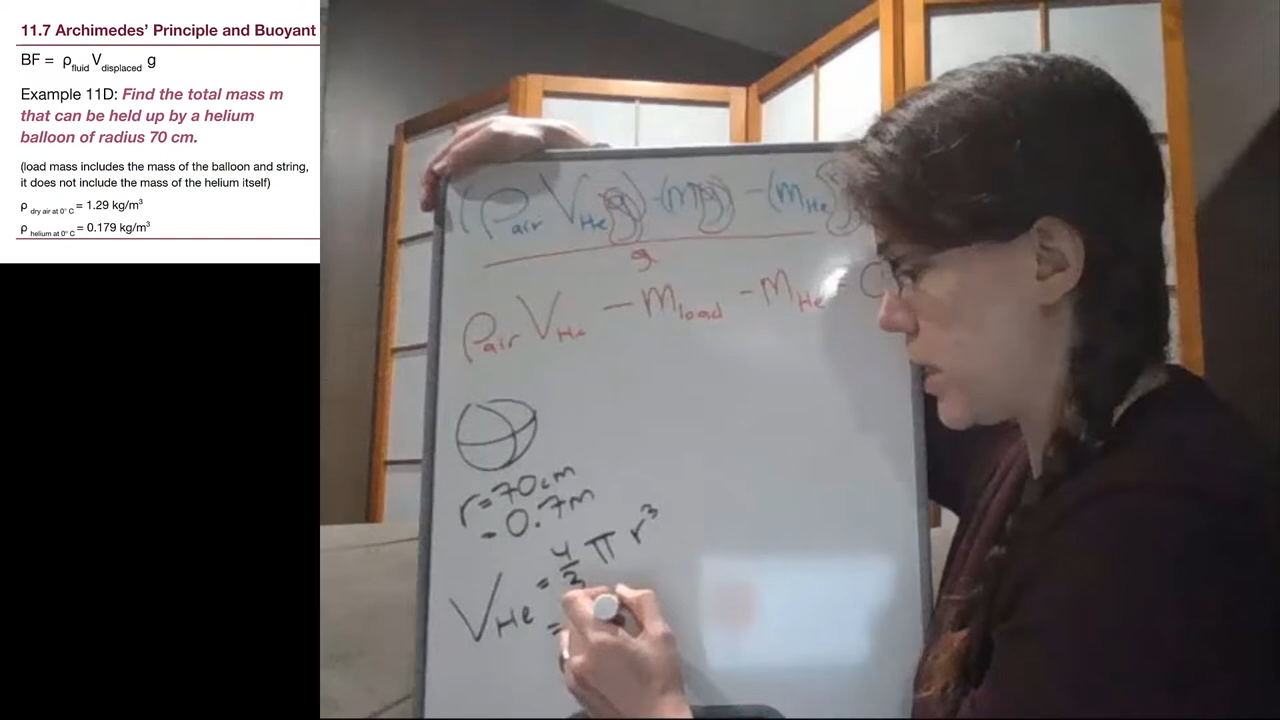 11.7 Archimedes' Principle and Buoyant
BF = ρfluid Vdisplaced g
Example 11D: Find the total mass m
that can be held up by a helium
balloon of radius 70 cm.
(load mass includes the mass of the balloon and string,
it does not include the mass of the helium itself)
ρ dry air at 0° C = 1.29 kg/m³
ρ helium at 0° C = 0.179 kg/m³
(ρair VHe g) - (m g) - (mHe
g
ρair VHe - mload - mHe = 0
r = 70cm
= 0.7m
VHe = 4/3 π r³
=